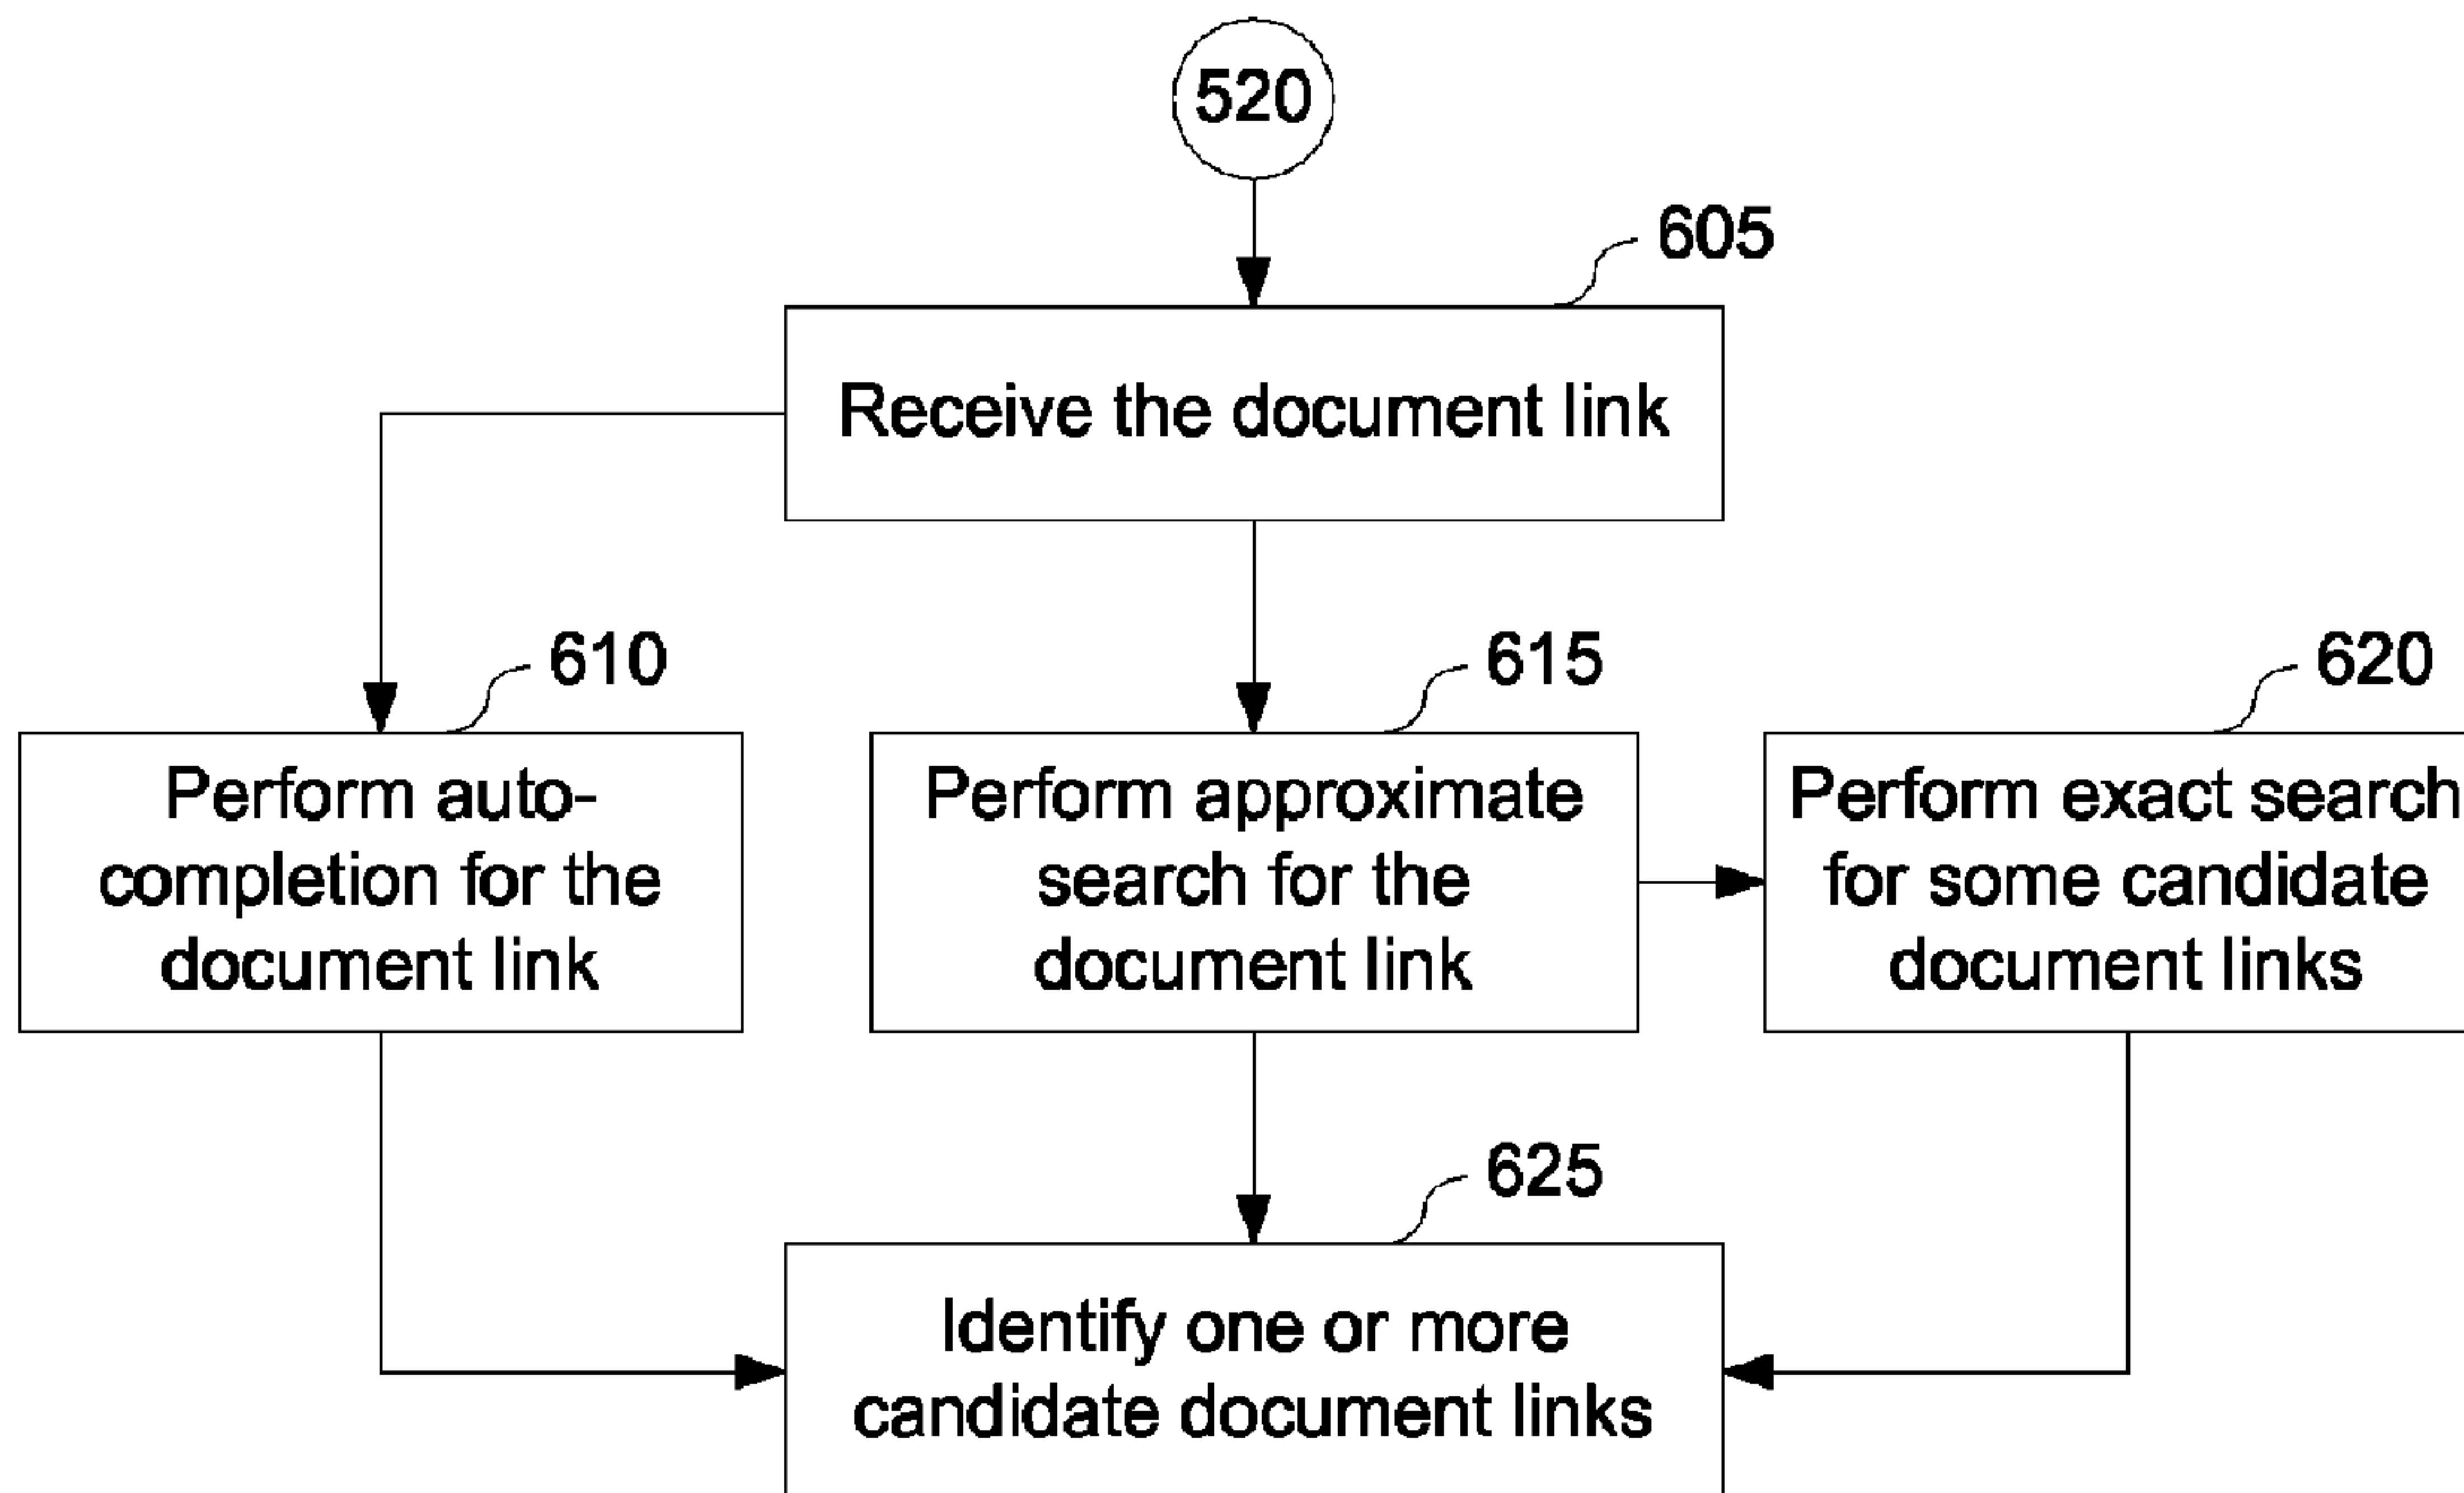 520
605
Receive the document link
610
Perform auto-
completion for the
document link
615
Perform approximate
search for the
document link
620
Perform exact search
for some candidate
document links
625
Identify one or more
candidate document links